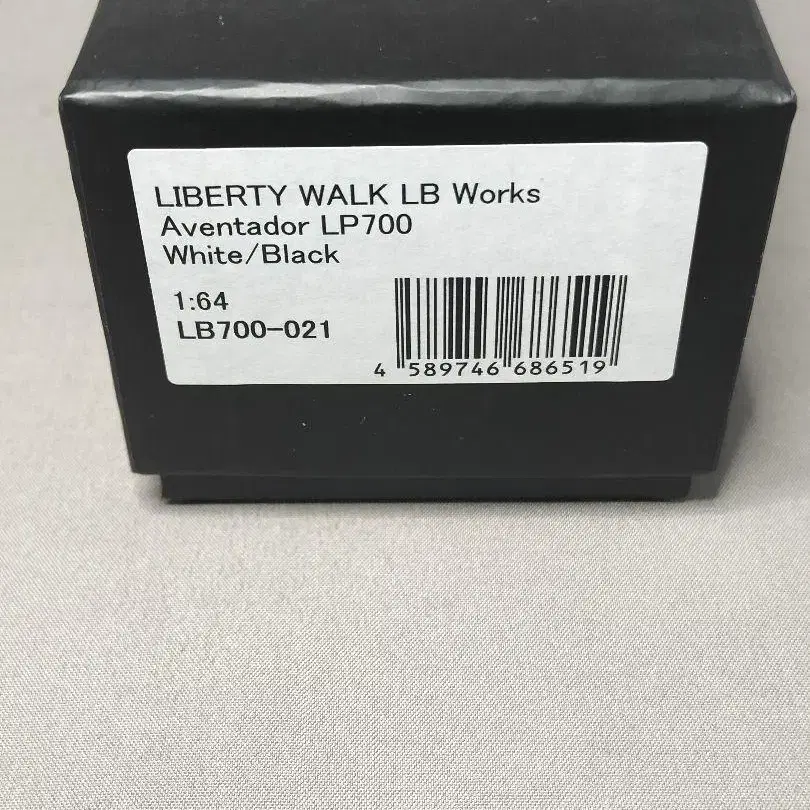 LIBERTY WALK LB Works
Aventador LP700
White/Black
1:64
LB700-021
4 589746 686519